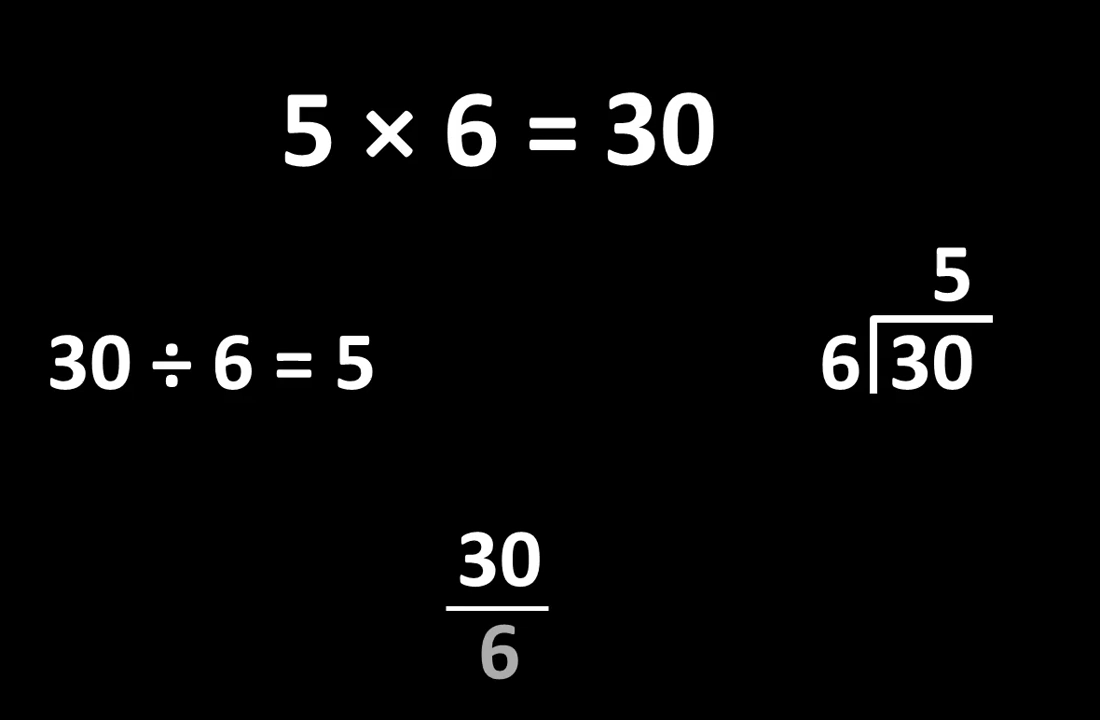 5 × 6 = 30
5
30 ÷ 6 = 5
6 30
30
6